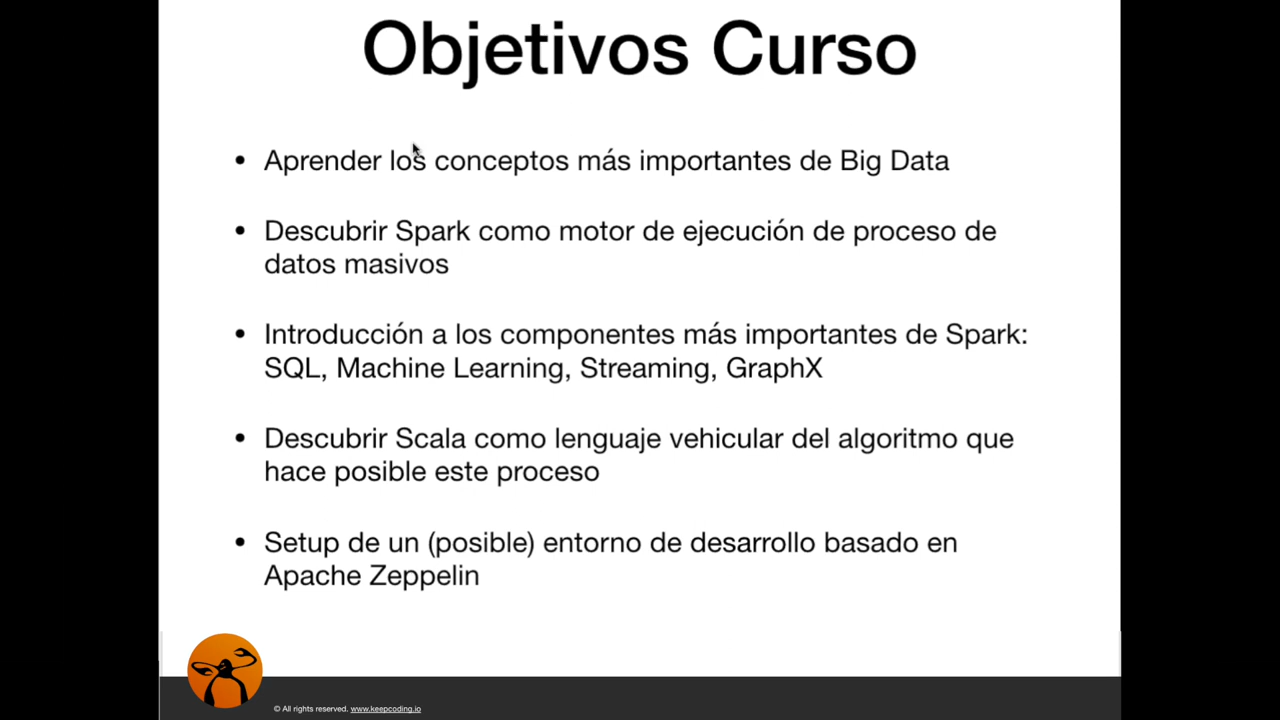 Objetivos Curso
• Aprender los conceptos más importantes de Big Data
• Descubrir Spark como motor de ejecución de proceso de
datos masivos
• Introducción a los componentes más importantes de Spark:
SQL, Machine Learning, Streaming, GraphX
• Descubrir Scala como lenguaje vehicular del algoritmo que
hace posible este proceso
• Setup de un (posible) entorno de desarrollo basado en
Apache Zeppelin
© All rights reserved. www.keepcoding.io